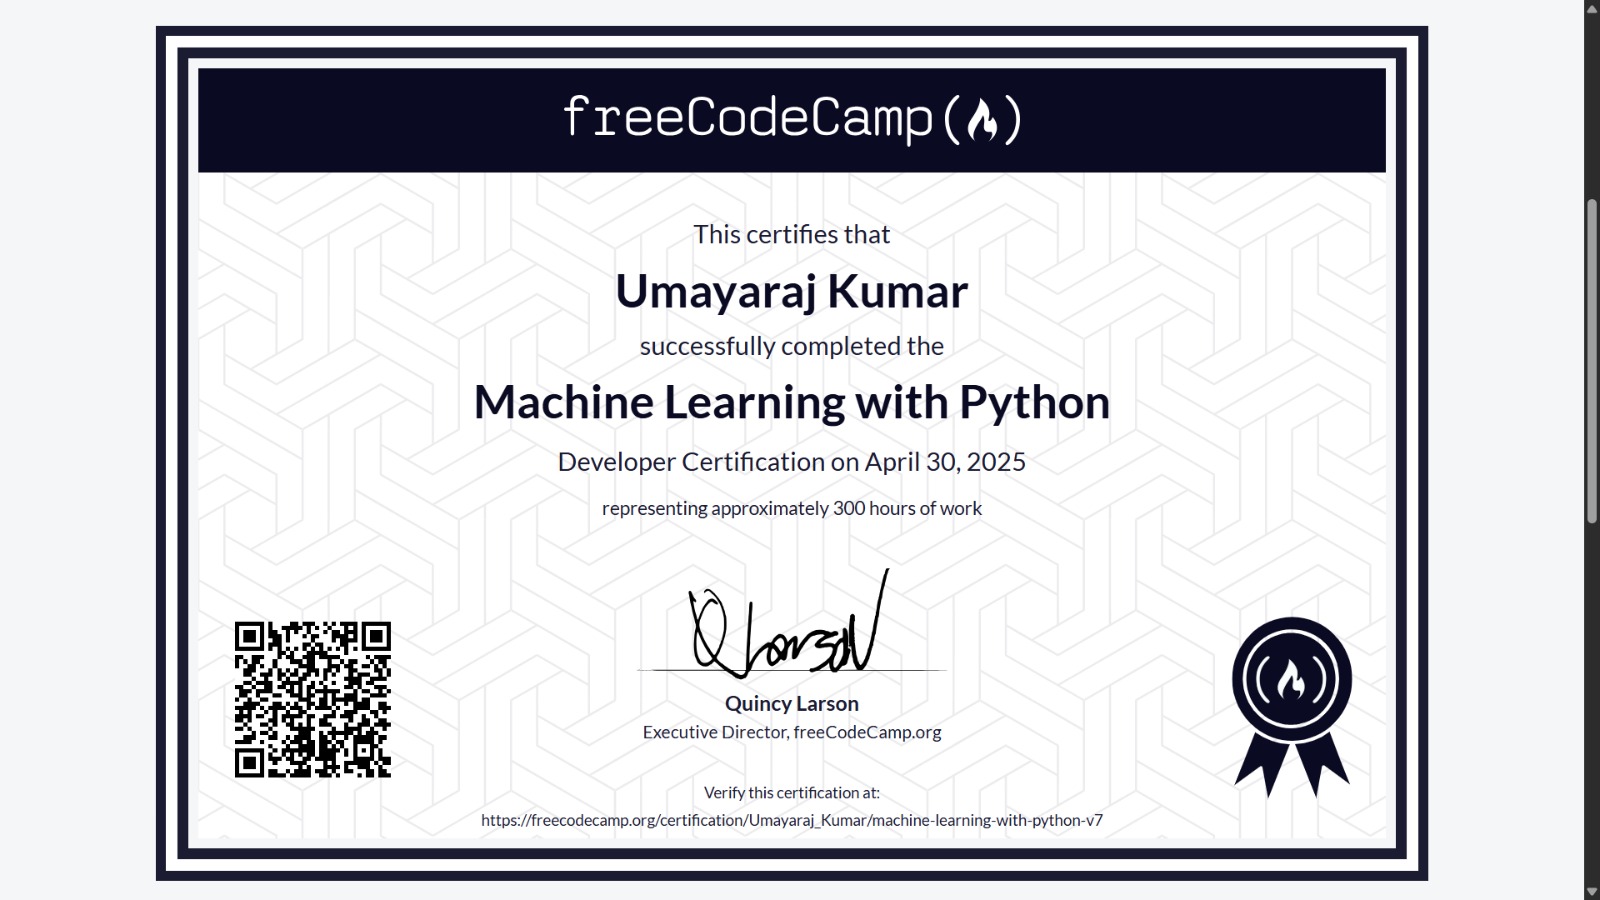 freeCodeCamp
This certifies that
Umayaraj Kumar
successfully completed the
Machine Learning with Python
Developer Certification on April 30, 2025
representing approximately 300 hours of work
Quincy Larson
Executive Director, freeCodeCamp.org
Verify this certification at:
https://freecodecamp.org/certification/Umayaraj_Kumar/machine-learning-with-python-v7